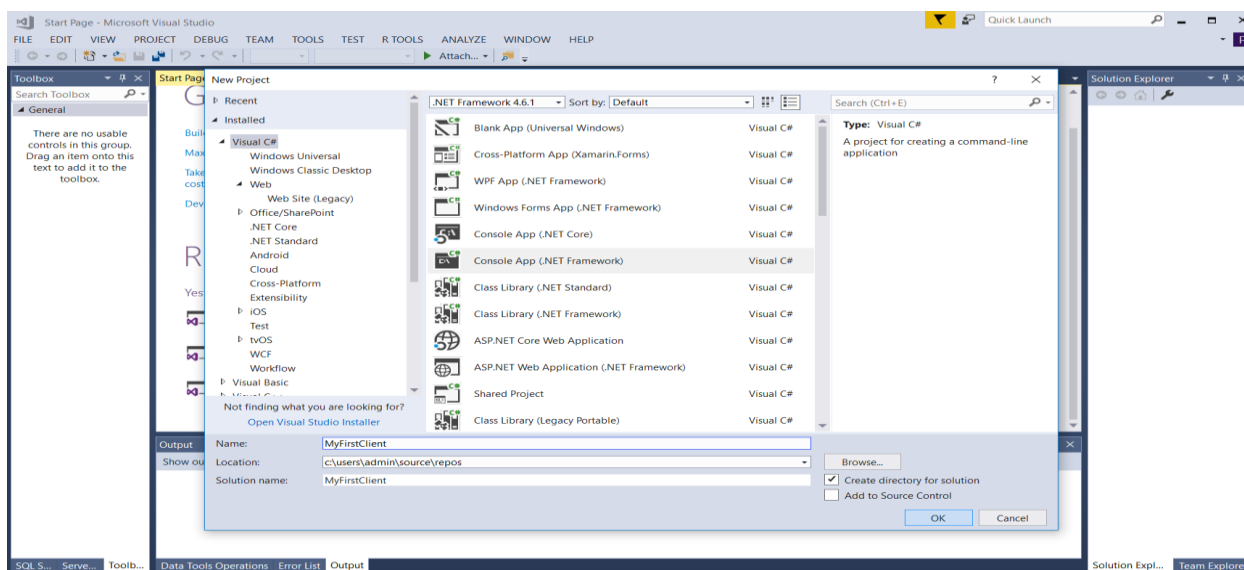 Start Page - Microsoft Visual Studio
Quick Launch
FILE EDIT VIEW PROJECT DEBUG TEAM TOOLS TEST R TOOLS ANALYZE WINDOW HELP
Attach...
Toolbox
Search Toolbox
General
There are no usable
controls in this group.
Drag an item onto this
text to add it to the
toolbox.
Start Page
Buil
Max
Take
cost
Dev
R
Yes
New Project
?
Recent
Installed
Visual C#
Windows Universal
Windows Classic Desktop
Web
Web Site (Legacy)
Office/SharePoint
.NET Core
.NET Standard
Android
Cloud
Cross-Platform
Extensibility
iOS
Test
tvOS
WCF
Workflow
Visual Basic
Not finding what you are looking for?
Open Visual Studio Installer
.NET Framework 4.6.1 Sort by: Default
Blank App (Universal Windows) Visual C#
Cross-Platform App (Xamarin.Forms) Visual C#
WPF App (.NET Framework) Visual C#
Windows Forms App (.NET Framework) Visual C#
Console App (.NET Core) Visual C#
Console App (.NET Framework) Visual C#
Class Library (.NET Standard) Visual C#
Class Library (.NET Framework) Visual C#
ASP.NET Core Web Application Visual C#
ASP.NET Web Application (.NET Framework) Visual C#
Shared Project Visual C#
Class Library (Legacy Portable) Visual C#
Search (Ctrl+E)
Type: Visual C#
A project for creating a command-line
application
Name: MyFirstClient
Location: c:\users\admin\source\repos
Browse...
Solution name: MyFirstClient
Create directory for solution
Add to Source Control
OK Cancel
Output
Show ou
Solution Explorer
SQL S... Serve... Toolb...
Data Tools Operations Error List Output
Solution Expl... Team Explore